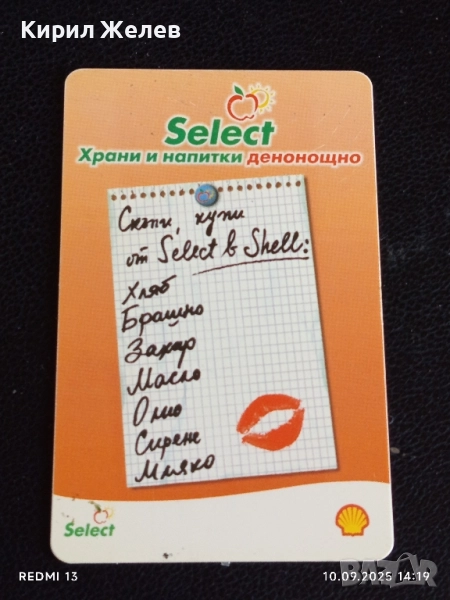 Кирил Желев
Select
Храни и напитки денонощно
Скъпи, купи
от Select в Shell:
Хляб
Брашно
Захар
Масло
Олио
Сирене
Мляко
Select
BAZAR
REDMI 13
10.09.2025 14:19